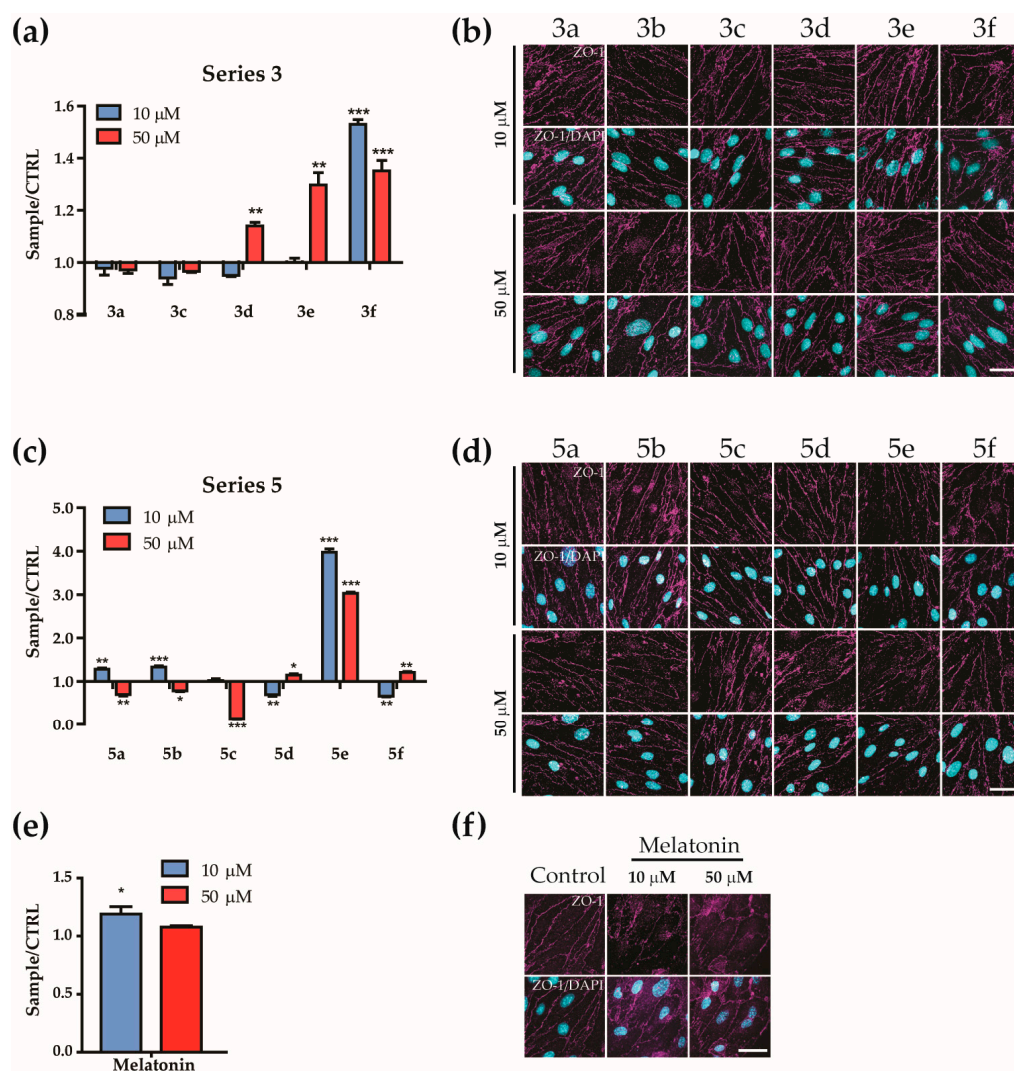 (a)
Series 3
10 μM
50 μM
Sample/CTRL
1.6
1.4
1.2
1.0
0.8
***
***
**
**
3a 3c 3d 3e 3f
(b)
3a 3b 3c 3d 3e 3f
10 μM
50 μM
ZO-1
ZO-1/DAPI
(c)
Series 5
10 μM
50 μM
Sample/CTRL
5.0
4.0
3.0
2.0
1.0
0.0
** ** *** * *** ** * *** *** ** **
5a 5b 5c 5d 5e 5f
(d)
5a 5b 5c 5d 5e 5f
10 μM
50 μM
ZO-1
ZO-1/DAPI
(e)
10 μM
50 μM
Sample/CTRL
1.5
1.0
0.5
0.0
*
Melatonin
(f)
Melatonin
Control 10 μM 50 μM
ZO-1
ZO-1/DAPI